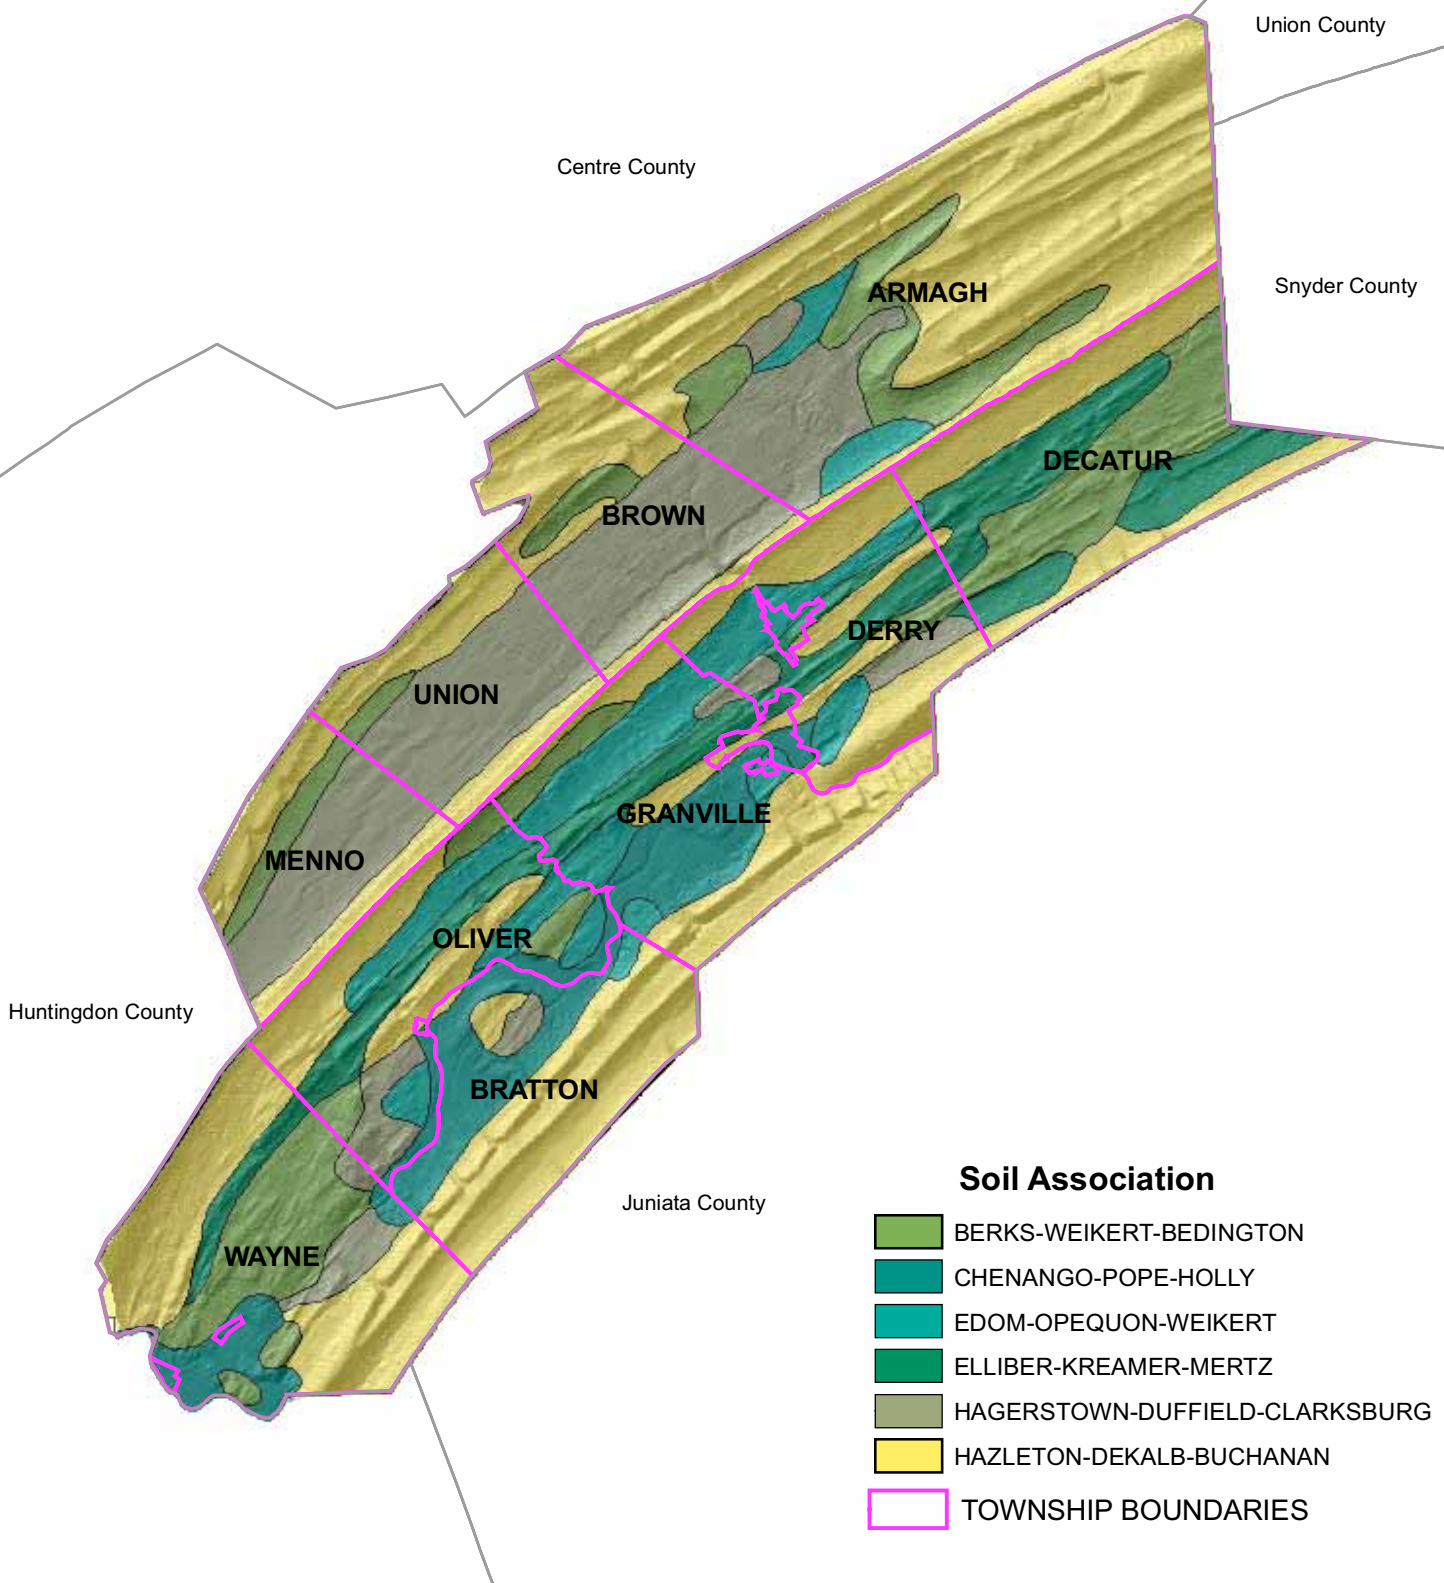 Union County
Centre County
Snyder County
ARMAGH
DECATUR
BROWN
DERRY
UNION
GRANVILLE
MENNO
OLIVER
Huntingdon County
BRATTON
Juniata County
WAYNE
Soil Association
BERKS-WEIKERT-BEDINGTON
CHENANGO-POPE-HOLLY
EDOM-OPEQUON-WEIKERT
ELLIBER-KREAMER-MERTZ
HAGERSTOWN-DUFFIELD-CLARKSBURG
HAZLETON-DEKALB-BUCHANAN
TOWNSHIP BOUNDARIES